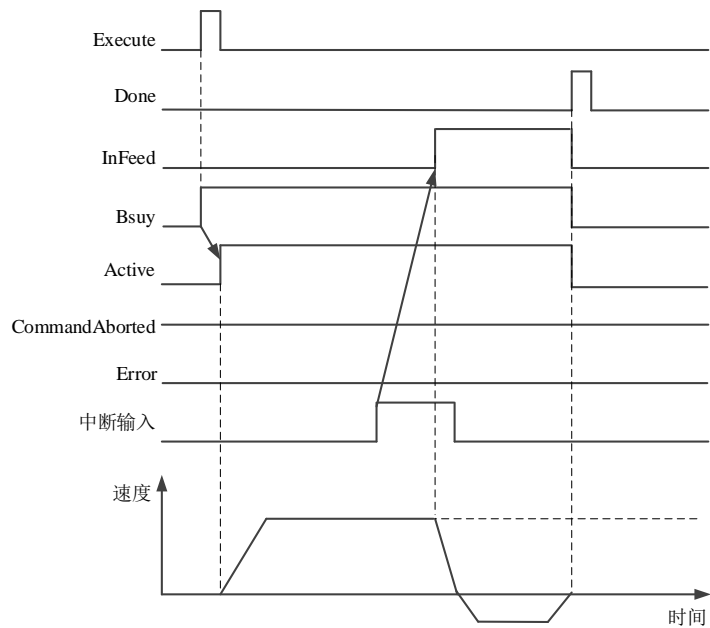 Execute
Done
InFeed
Bsuy
Active
CommandAborted
Error
中断输入
速度
时间